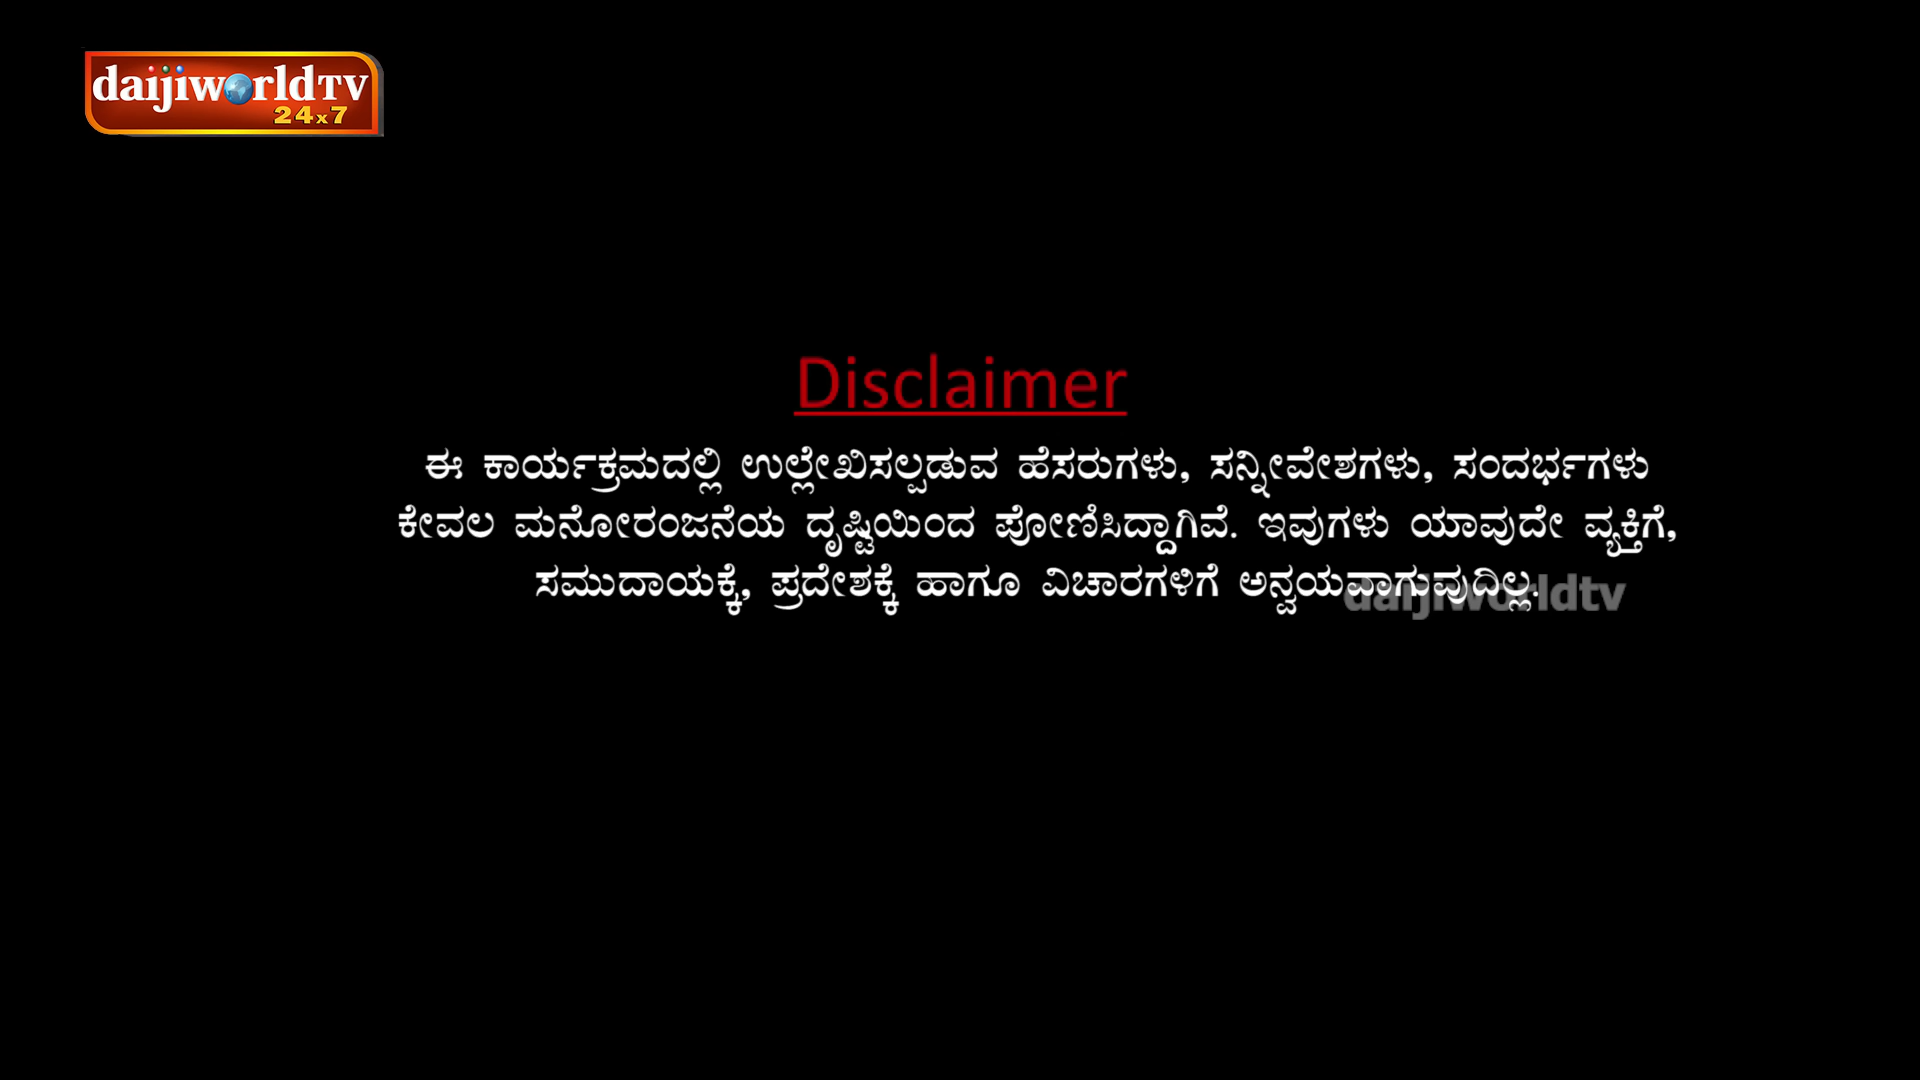 daijiworldTV
24x7
Disclaimer
ಈ ಕಾರ್ಯಕ್ರಮದಲ್ಲಿ ಉಲ್ಲೇಖಿಸಲ್ಪಡುವ ಹೆಸರುಗಳು, ಸನ್ನೀವೇಶಗಳು, ಸಂದರ್ಭಗಳು
ಕೇವಲ ಮನೋರಂಜನೆಯ ದೃಷ್ಟಿಯಿಂದ ಪೋಣಿಸಿದ್ದಾಗಿವೆ. ಇವುಗಳು ಯಾವುದೇ ವ್ಯಕ್ತಿಗೆ,
ಸಮುದಾಯಕ್ಕೆ, ಪ್ರದೇಶಕ್ಕೆ ಹಾಗೂ ವಿಚಾರಗಳಿಗೆ ಅನ್ವಯವಾಗುವುದಿಲ್ಲ.
daijiworldtv